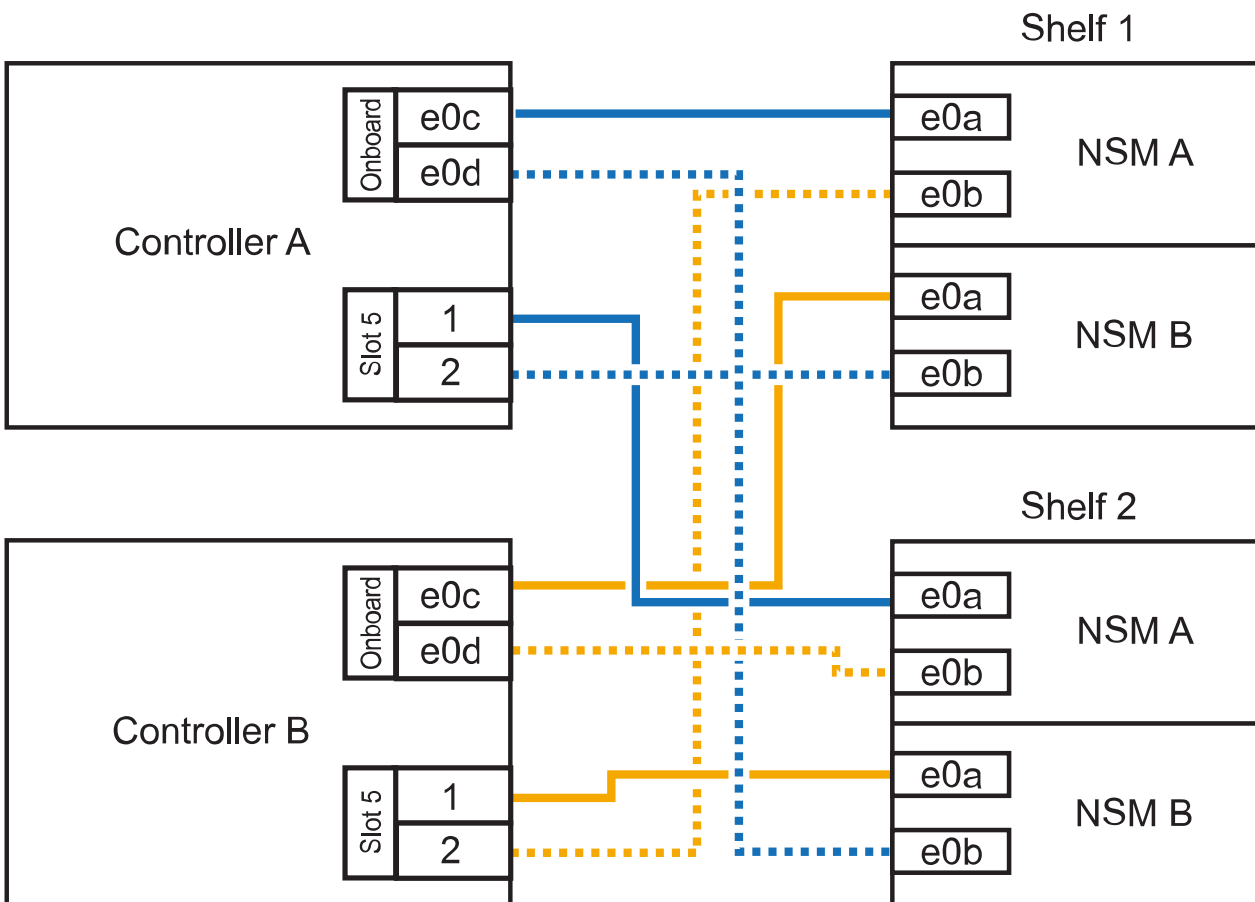 Shelf 1
Controller A
Onboard
e0c
e0d
Slot 5
1
2
e0a
NSM A
e0b
e0a
NSM B
e0b
Shelf 2
Controller B
Onboard
e0c
e0d
Slot 5
1
2
e0a
NSM A
e0b
e0a
NSM B
e0b